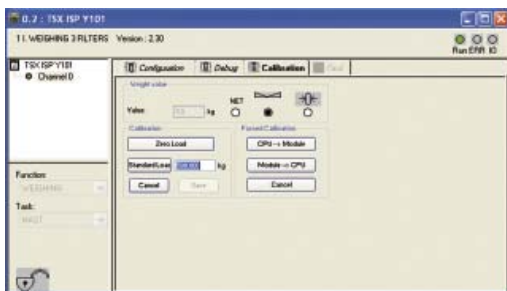 0.2 : TSX ISP Y101
11. WEIGHING 3 FILTERS Version : 2.30
Run ERR IO
TSX ISP Y101
Channel 0
Configuration Debug Calibration
Weight value
Value: kg NET
Calibration
Forced Calibration
Zero Load
CPU -> Module
Standard Load kg
Module -> CPU
Cancel Save
Cancel
Function:
WEIGHING
Task:
MAST